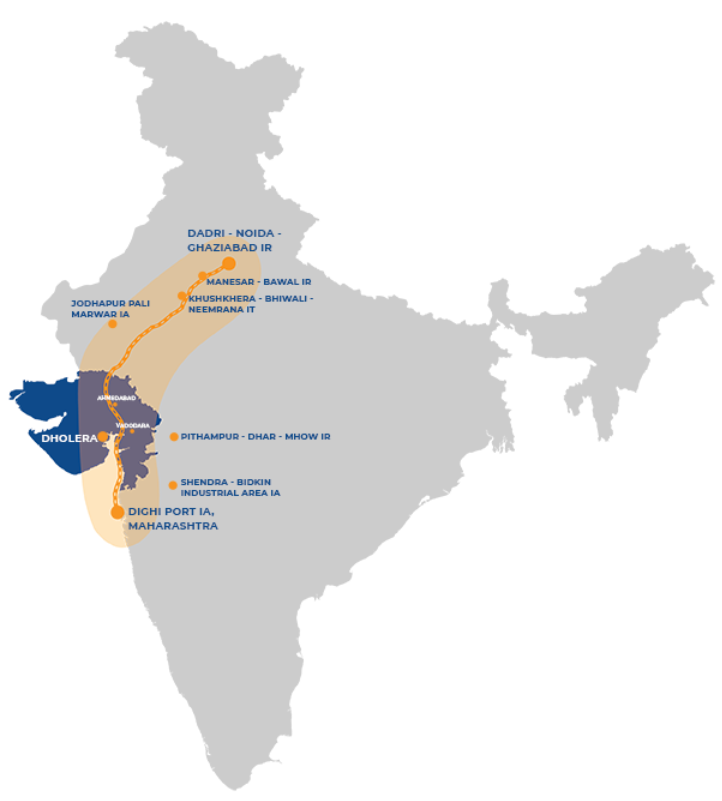 DADRI - NOIDA -
GHAZIABAD IR
MANESAR - BAWAL IR
KHUSHKHERA - BHIWALI -
NEEMRANA IT
JODHAPUR PALI
MARWAR IA
AHMEDABAD
VADODARA
DHOLERA
PITHAMPUR - DHAR - MHOW IR
SHENDRA - BIDKIN
INDUSTRIAL AREA IA
DIGHI PORT IA,
MAHARASHTRA